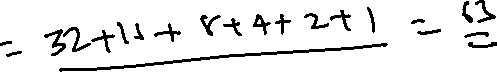 = 32+16+8+4+2+1 = 63